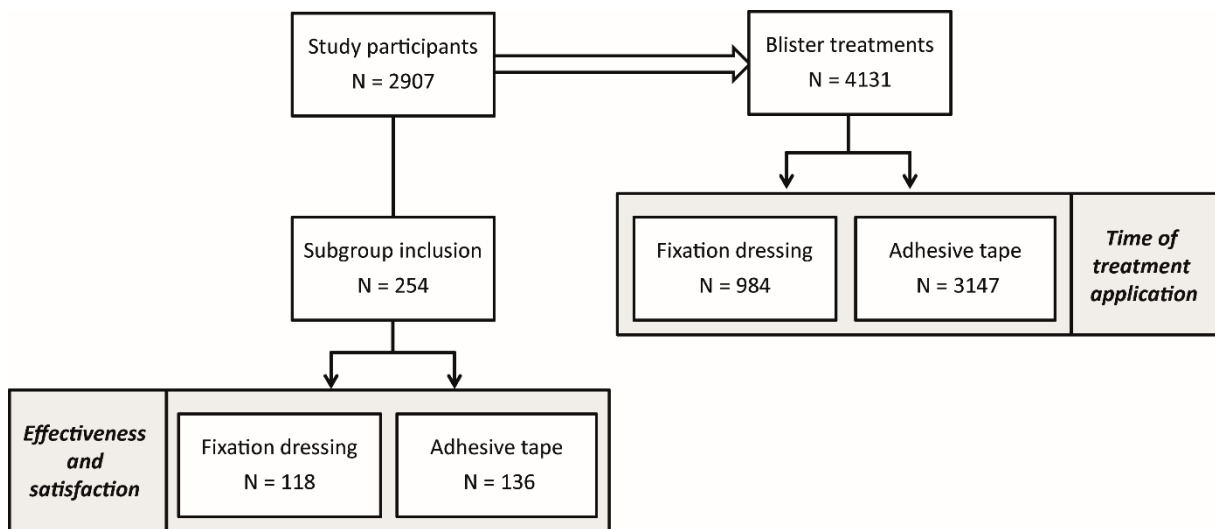 Study participants
N = 2907
Blister treatments
N = 4131
Subgroup inclusion
N = 254
Fixation dressing
N = 984
Adhesive tape
N = 3147
Time of
treatment
application
Effectiveness
and
satisfaction
Fixation dressing
N = 118
Adhesive tape
N = 136